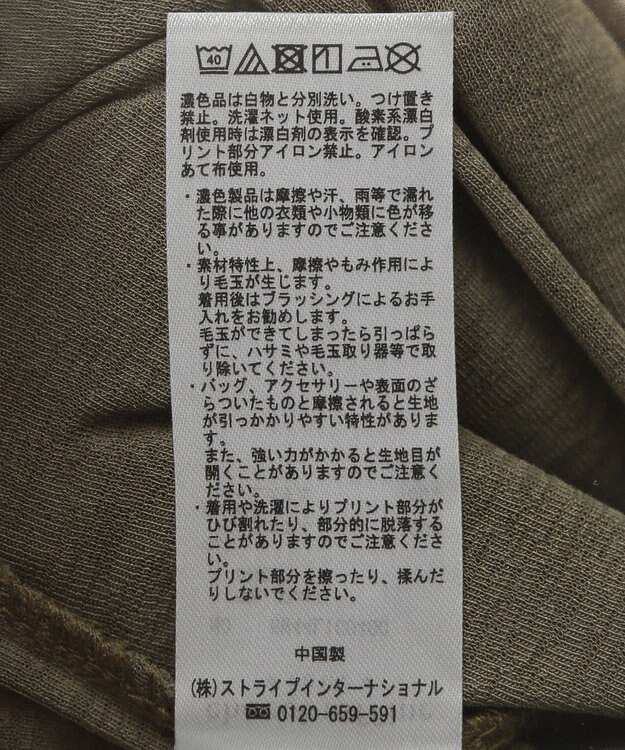 40
濃色品は白物と分別洗い。つけ置き
禁止。洗濯ネット使用。酸素系漂白
剤使用時は漂白剤の表示を確認。プ
リント部分アイロン禁止。アイロン
あて布使用。
・濃色製品は摩擦や汗、雨等で濡れ
た際に他の衣類や小物類に色が移
る事がありますのでご注意くださ
い。
・素材特性上、摩擦やもみ作用によ
り毛玉が生じます。
着用後はブラッシングによるお手
入れをお勧めします。
毛玉ができてしまったら引っぱら
ずに、ハサミや毛玉取り器等で取
り除いてください。
・バッグ、アクセサリーや表面のざ
らついたものと摩擦されると生地
が引っかかりやすい特性がありま
す。
また、強い力がかかると生地目が
開くことがありますのでご注意く
ださい。
・着用や洗濯によりプリント部分が
ひび割れたり、部分的に脱落する
ことがありますのでご注意くださ
い。
プリント部分を擦ったり、揉んだ
りしないでください。
中国製
(株)ストライプインターナショナル
0120-659-591